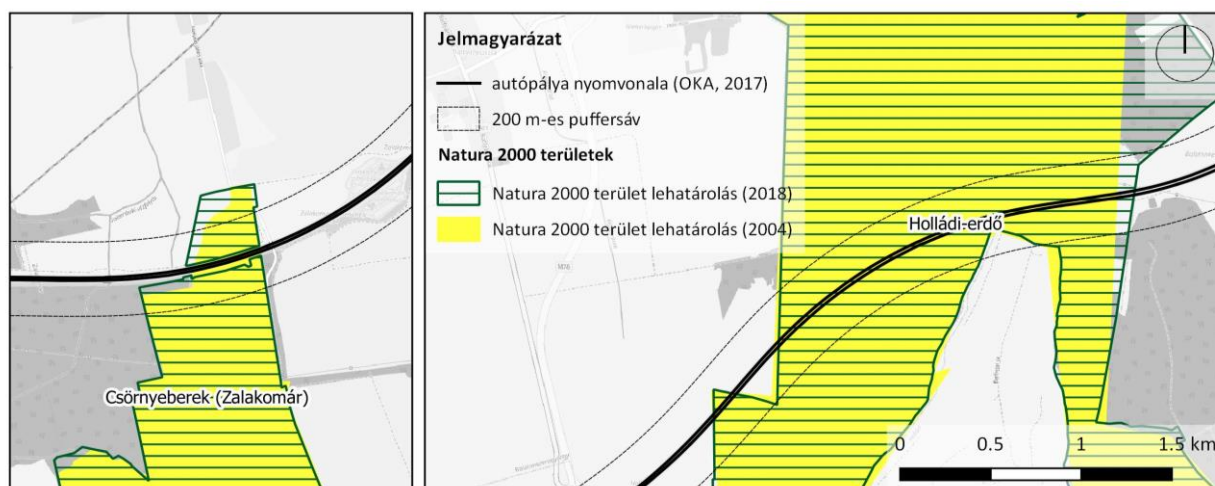 Csörnyeberek (Zalakomár)
Jelmagyarázat
autópálya nyomvonala (OKA, 2017)
200 m-es puffersáv
Natura 2000 területek
Natura 2000 terület lehatárolás (2018)
Natura 2000 terület lehatárolás (2004)
Holládi-erdő
0 0.5 1 1.5 km